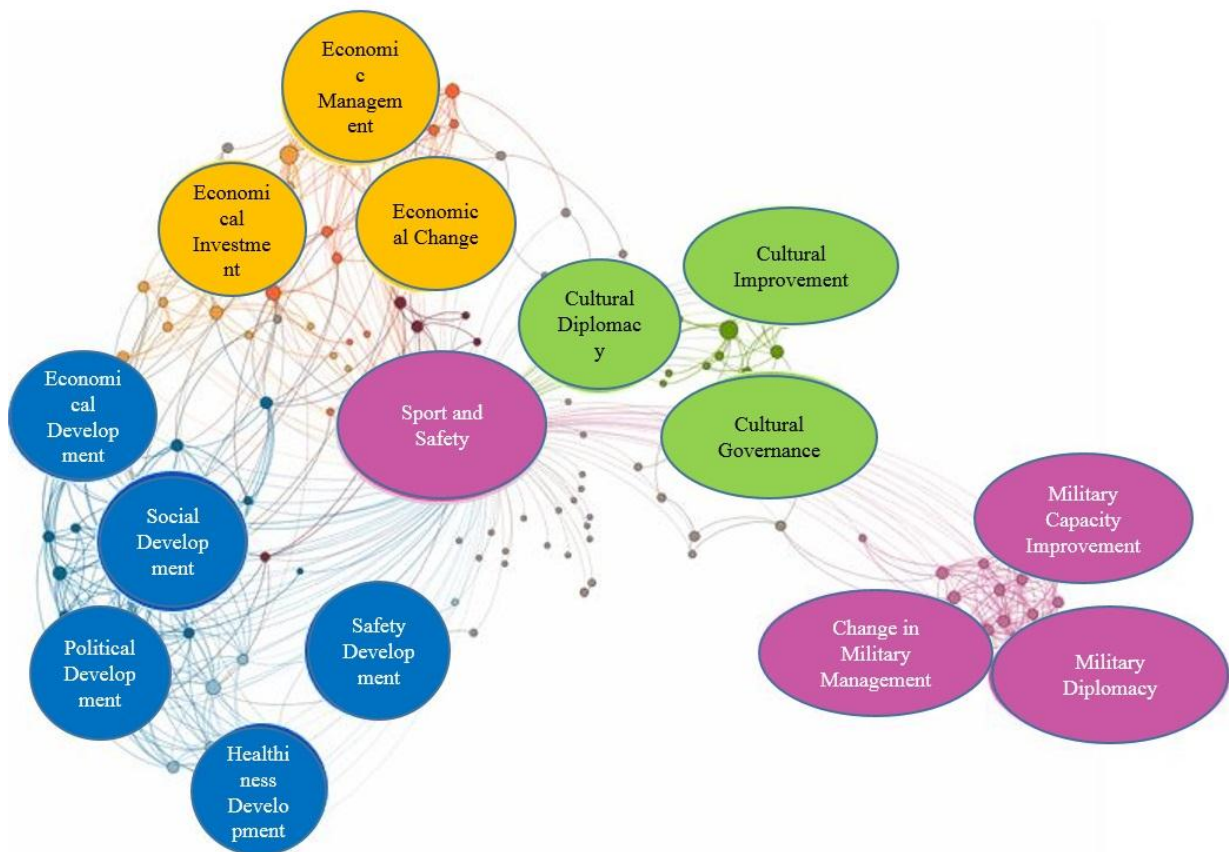 Economi
c
Managem
ent
Economi
cal
Investme
nt
Economic
al Change
Cultural
Improvement
Cultural
Diplomac
y
Economi
cal
Develop
ment
Sport and
Safety
Cultural
Governance
Social
Develop
ment
Military
Capacity
Improvement
Political
Develop
ment
Safety
Develop
ment
Change in
Military
Management
Military
Diplomacy
Healthi
ness
Develo
pment